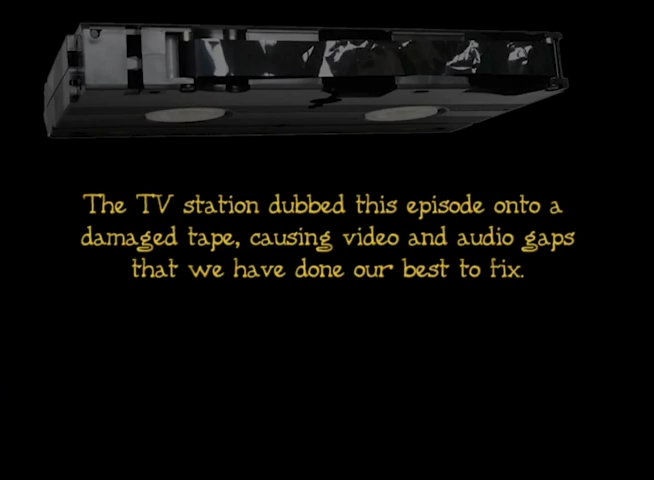 The TV station dubbed this episode onto a
damaged tape, causing video and audio gaps
that we have done our best to fix.